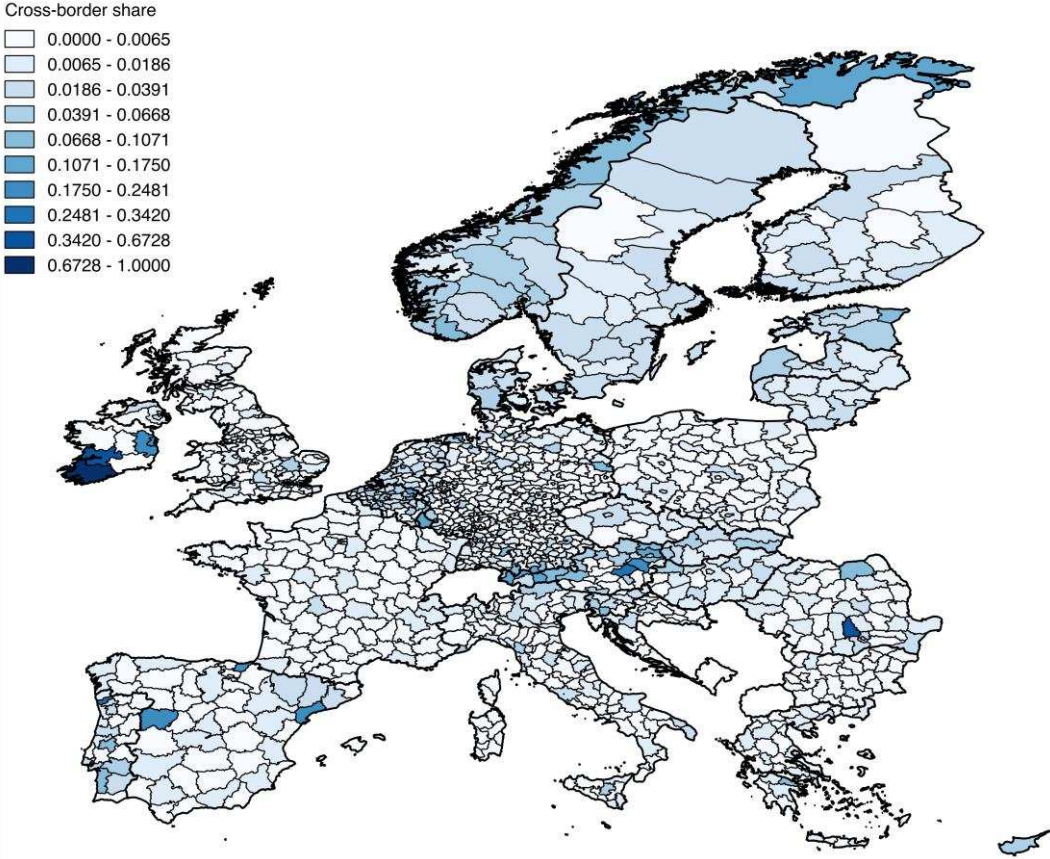 Cross-border share
0.0000 - 0.0065
0.0065 - 0.0186
0.0186 - 0.0391
0.0391 - 0.0668
0.0668 - 0.1071
0.1071 - 0.1750
0.1750 - 0.2481
0.2481 - 0.3420
0.3420 - 0.6728
0.6728 - 1.0000